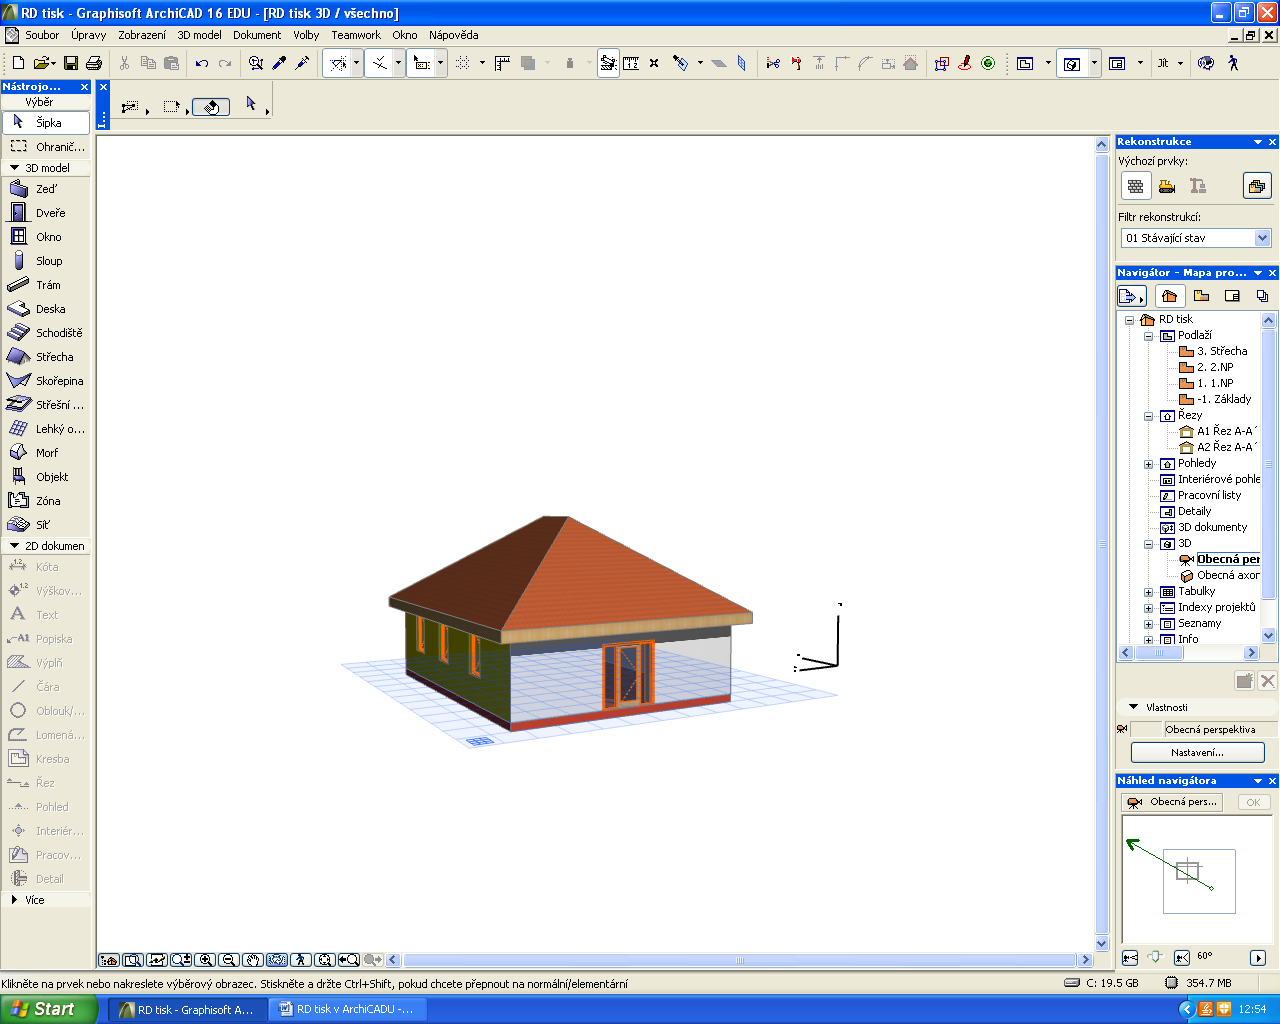 RD tisk - Graphisoft ArchiCAD 16 EDU - [RD tisk 3D / všechno]
Soubor Úpravy Zobrazení 3D model Dokument Volby Teamwork Okno Nápověda
Jít
Nástrojo...
Výběr
Šipka
Ohranič...
3D model
Zeď
Dveře
Okno
Sloup
Trám
Deska
Schodiště
Střecha
Skořepina
Střešní ...
Lehký o...
Morf
Objekt
Zóna
Síť
2D dokumen
Kóta
Výškov...
Text
Popiska
Výplň
Čára
Oblouk/...
Lomená...
Kresba
Řez
Pohled
Interiér...
Pracov...
Detail
Více
Rekonstrukce
Výchozí prvky:
Filtr rekonstrukcí:
01 Stávající stav
Navigátor - Mapa pro...
RD tisk
Podlaží
3. Střecha
2. 2.NP
1. 1.NP
-1. Základy
Řezy
A1 Řez A-A´
A2 Řez A-A´
Pohledy
Interiérové pohle
Pracovní listy
Detaily
3D dokumenty
3D
Obecná per
Obecná axor
Tabulky
Indexy projektů
Seznamy
Info
Vlastnosti
Obecná perspektiva
Nastavení...
Náhled navigátora
Obecná pers... OK
60°
Klikněte na prvek nebo nakreslete výběrový obrazec. Stiskněte a držte Ctrl+Shift, pokud chcete přepnout na normální/elementární
C: 19.5 GB 354.7 MB
Start RD tisk - Graphisoft A... RD tisk v ArchiCADU -... 12:54